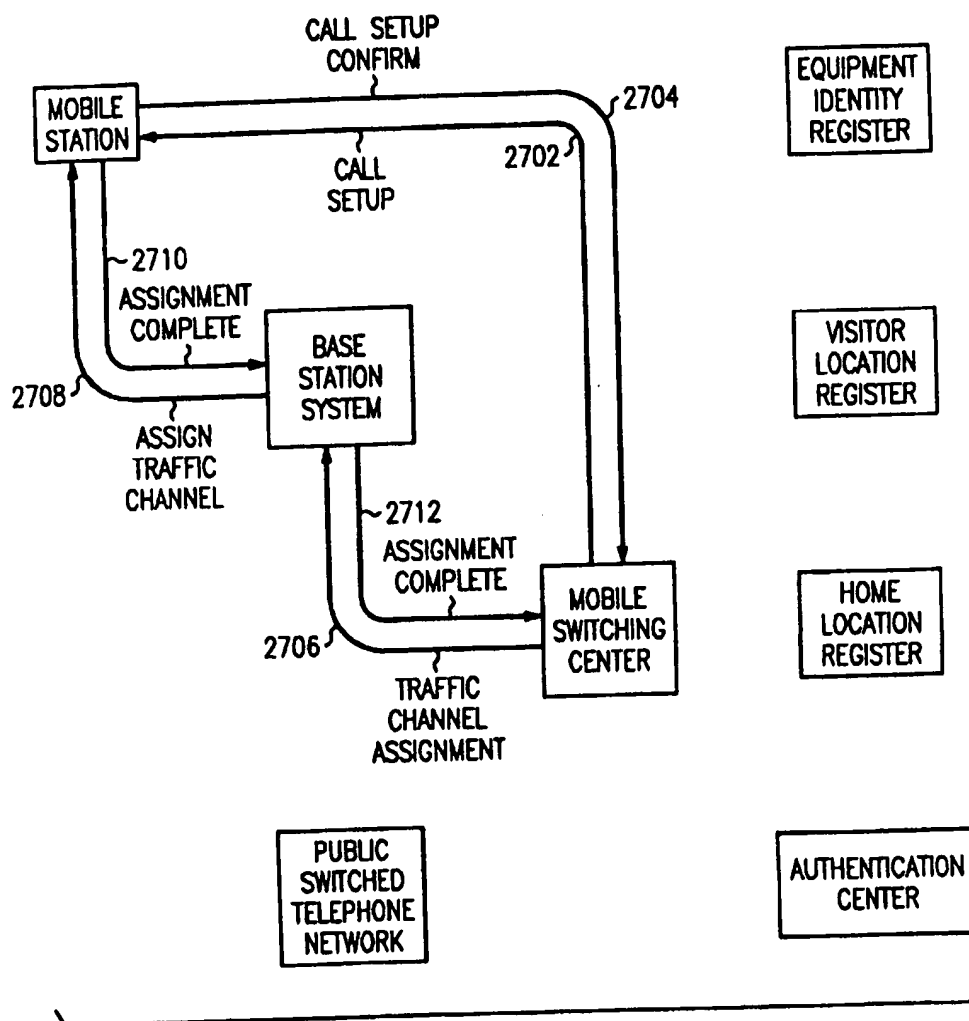 CALL SETUP
CONFIRM
MOBILE
STATION
EQUIPMENT
IDENTITY
REGISTER
2704
2702
CALL
SETUP
2710
ASSIGNMENT
COMPLETE
BASE
STATION
SYSTEM
VISITOR
LOCATION
REGISTER
2708
ASSIGN
TRAFFIC
CHANNEL
2712
ASSIGNMENT
COMPLETE
MOBILE
SWITCHING
CENTER
HOME
LOCATION
REGISTER
2706
TRAFFIC
CHANNEL
ASSIGNMENT
PUBLIC
SWITCHED
TELEPHONE
NETWORK
AUTHENTICATION
CENTER